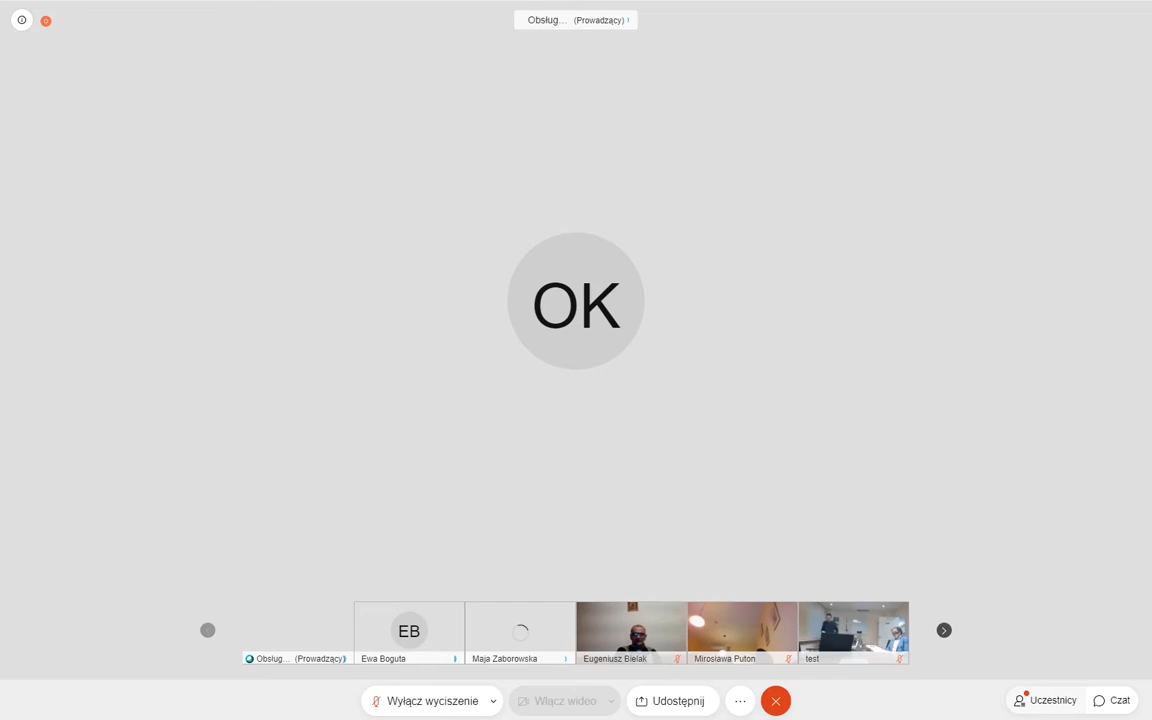 Obsług... (Prowadzący)
OK
EB
Obsług... (Prowadzący)
Ewa Boguta
Maja Zaborowska
Eugeniusz Bielak
Mirosława Puton
test
Wyłącz wyciszenie
Włącz wideo
Udostępnij
Uczestnicy
Czat